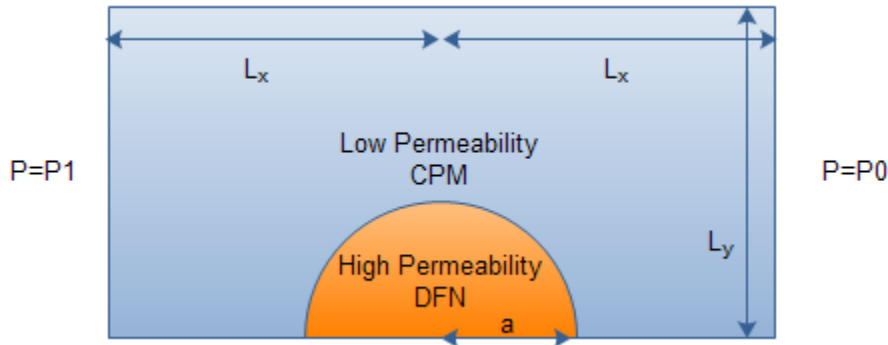 Lx
Lx
Low Permeability
CPM
P=P1
P=P0
Ly
High Permeability
DFN
a